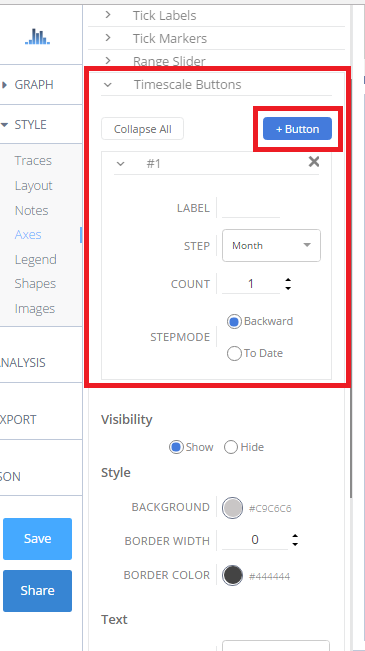 GRAPH
STYLE
Traces
Layout
Notes
Axes
Legend
Shapes
Images
NALYSIS
XPORT
SON
Save
Share
Tick Labels
Tick Markers
Range Slider
Timescale Buttons
Collapse All
+ Button
#1
LABEL
STEP Month
COUNT 1
STEPMODE Backward
To Date
Visibility
Show Hide
Style
BACKGROUND #C9C6C6
BORDER WIDTH 0
BORDER COLOR #444444
Text